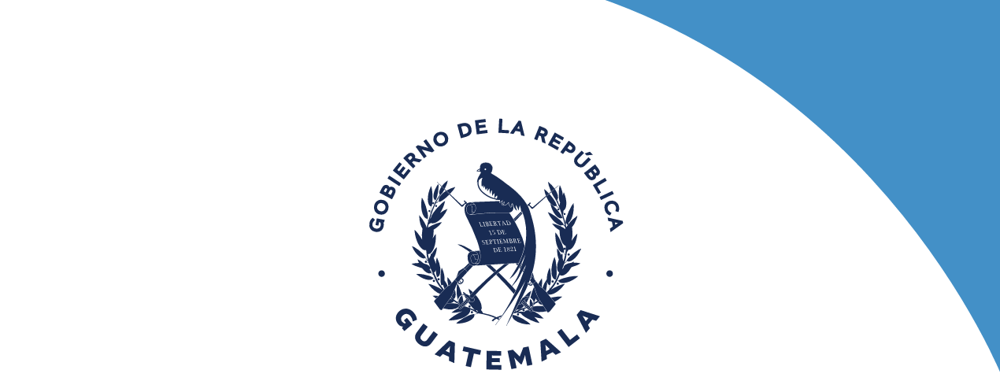 GOBIERNO DE LA REPÚBLICA
LIBERTAD
15 DE
SEPTIEMBRE
DE 1821
GUATEMALA